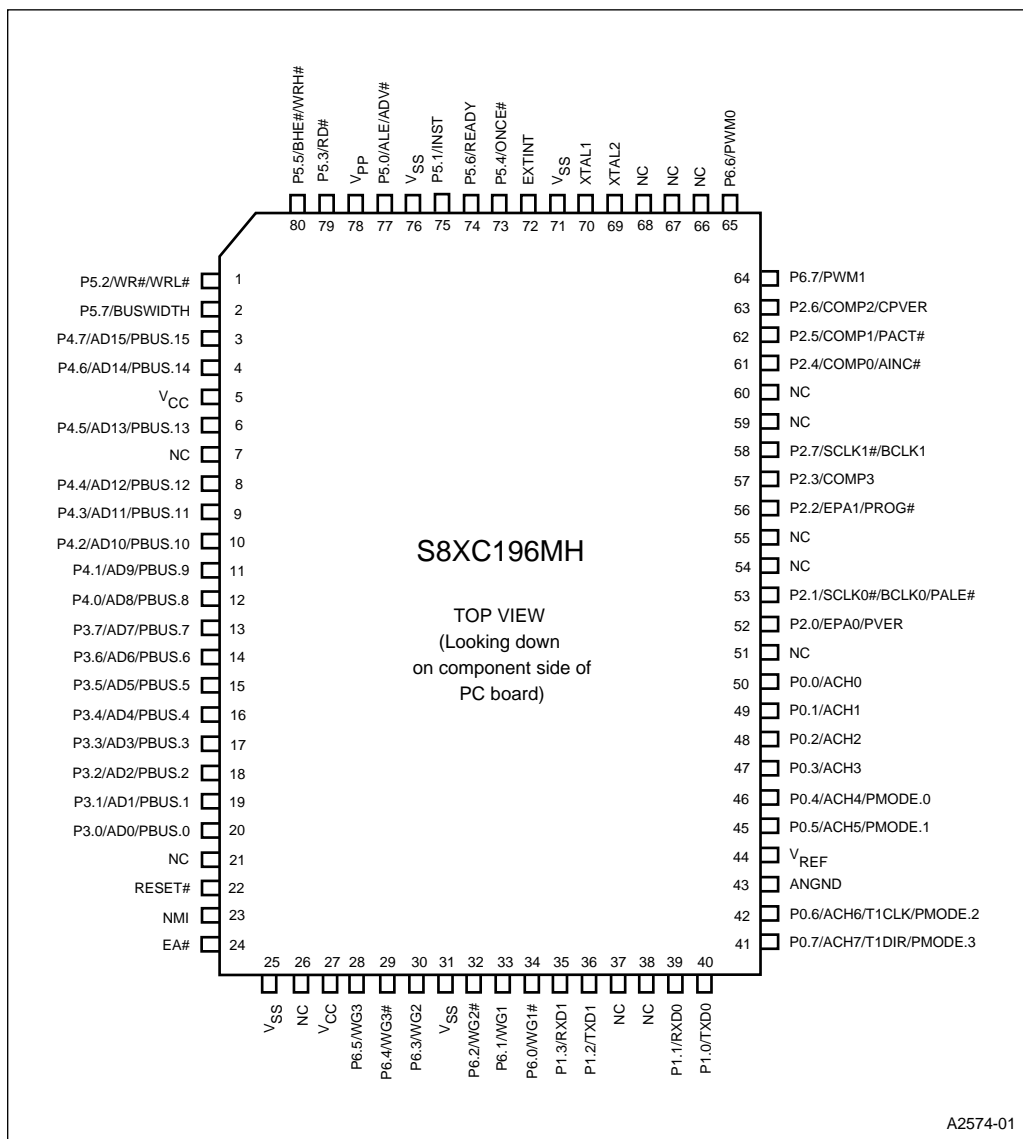 P5.5/BHE#/WRH#
P5.3/RD#
VPP
P5.0/ALE/ADV#
VSS
P5.1/INST
P5.6/READY
P5.4/ONCE#
EXTINT
VSS
XTAL1
XTAL2
NC
NC
NC
P6.6/PWM0
80 79 78 77 76 75 74 73 72 71 70 69 68 67 66 65
P5.2/WR#/WRL# 1
P5.7/BUSWIDTH 2
P4.7/AD15/PBUS.15 3
P4.6/AD14/PBUS.14 4
VCC 5
P4.5/AD13/PBUS.13 6
NC 7
P4.4/AD12/PBUS.12 8
P4.3/AD11/PBUS.11 9
P4.2/AD10/PBUS.10 10
P4.1/AD9/PBUS.9 11
P4.0/AD8/PBUS.8 12
P3.7/AD7/PBUS.7 13
P3.6/AD6/PBUS.6 14
P3.5/AD5/PBUS.5 15
P3.4/AD4/PBUS.4 16
P3.3/AD3/PBUS.3 17
P3.2/AD2/PBUS.2 18
P3.1/AD1/PBUS.1 19
P3.0/AD0/PBUS.0 20
NC 21
RESET# 22
NMI 23
EA# 24
S8XC196MH
TOP VIEW
(Looking down
on component side of
PC board)
64 P6.7/PWM1
63 P2.6/COMP2/CPVER
62 P2.5/COMP1/PACT#
61 P2.4/COMP0/AINC#
60 NC
59 NC
58 P2.7/SCLK1#/BCLK1
57 P2.3/COMP3
56 P2.2/EPA1/PROG#
55 NC
54 NC
53 P2.1/SCLK0#/BCLK0/PALE#
52 P2.0/EPA0/PVER
51 NC
50 P0.0/ACH0
49 P0.1/ACH1
48 P0.2/ACH2
47 P0.3/ACH3
46 P0.4/ACH4/PMODE.0
45 P0.5/ACH5/PMODE.1
44 VREF
43 ANGND
42 P0.6/ACH6/T1CLK/PMODE.2
41 P0.7/ACH7/T1DIR/PMODE.3
25 26 27 28 29 30 31 32 33 34 35 36 37 38 39 40
VSS
NC
VCC
P6.5/WG3
P6.4/WG3#
P6.3/WG2
VSS
P6.2/WG2#
P6.1/WG1
P6.0/WG1#
P1.3/RXD1
P1.2/TXD1
NC
NC
P1.1/RXD0
P1.0/TXD0
A2574-01